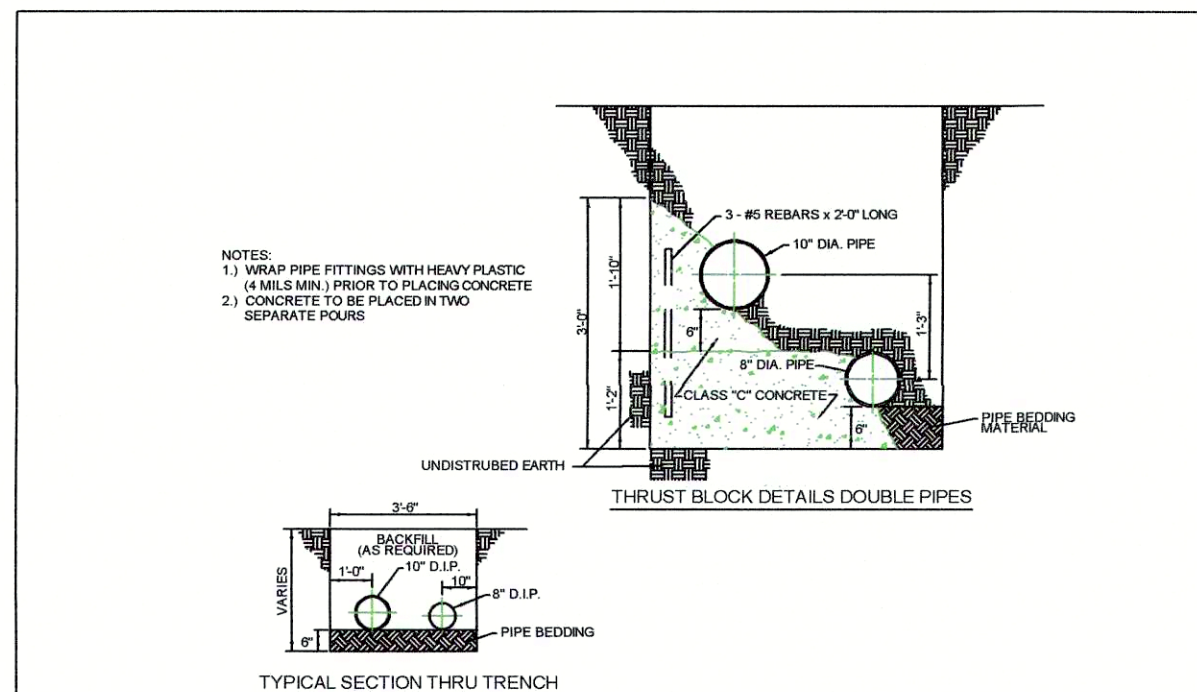 NOTES:
1.) WRAP PIPE FITTINGS WITH HEAVY PLASTIC
(4 MILS MIN.) PRIOR TO PLACING CONCRETE
2.) CONCRETE TO BE PLACED IN TWO
SEPARATE POURS
3 - #5 REBARS x 2'-0" LONG
10" DIA. PIPE
1'-10"
3'-0"
1'-3"
6"
8" DIA. PIPE
1'-2"
CLASS "C" CONCRETE
6"
PIPE BEDDING
MATERIAL
UNDISTRUBED EARTH
THRUST BLOCK DETAILS DOUBLE PIPES
3'-6"
BACKFILL
(AS REQUIRED)
VARIES
1'-0"
10" D.I.P.
10"
8" D.I.P.
6"
PIPE BEDDING
TYPICAL SECTION THRU TRENCH